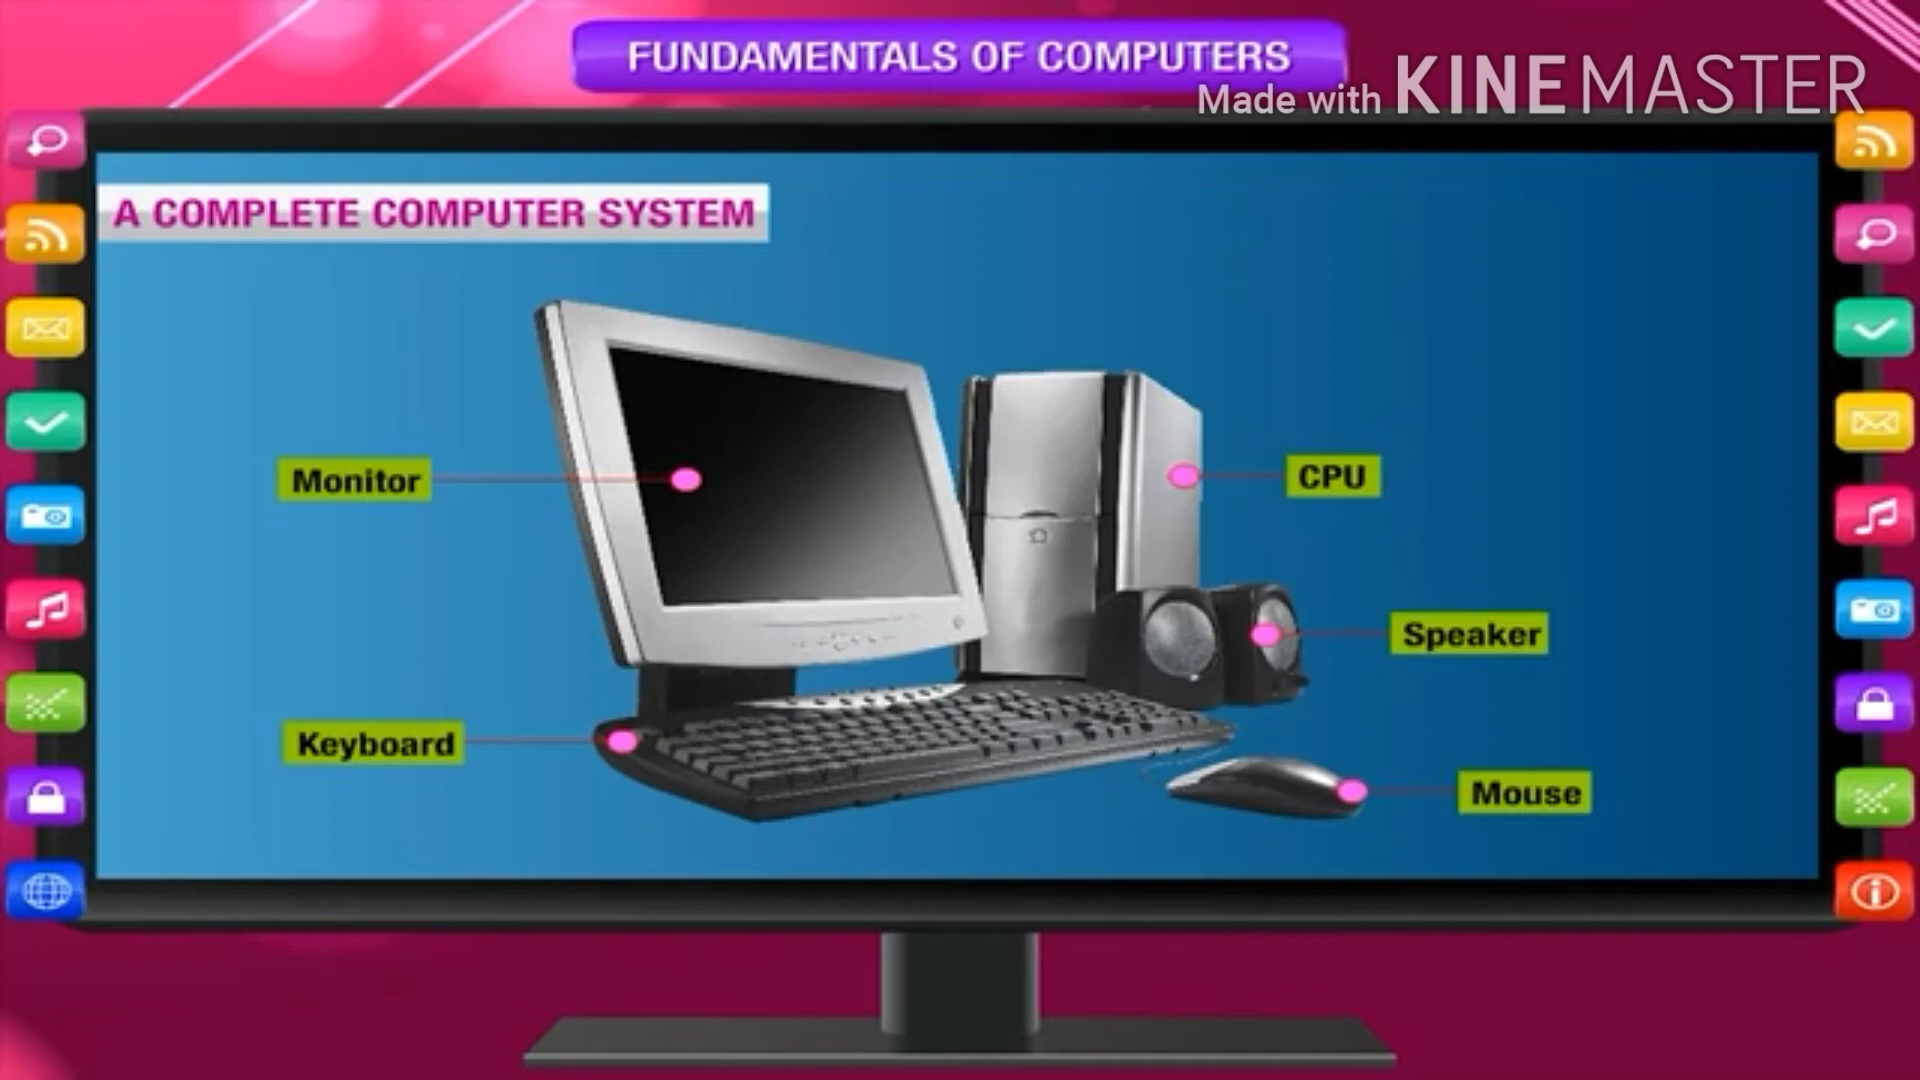 FUNDAMENTALS OF COMPUTERS
Made with KINEMASTER
A COMPLETE COMPUTER SYSTEM
Monitor
CPU
Speaker
Keyboard
Mouse